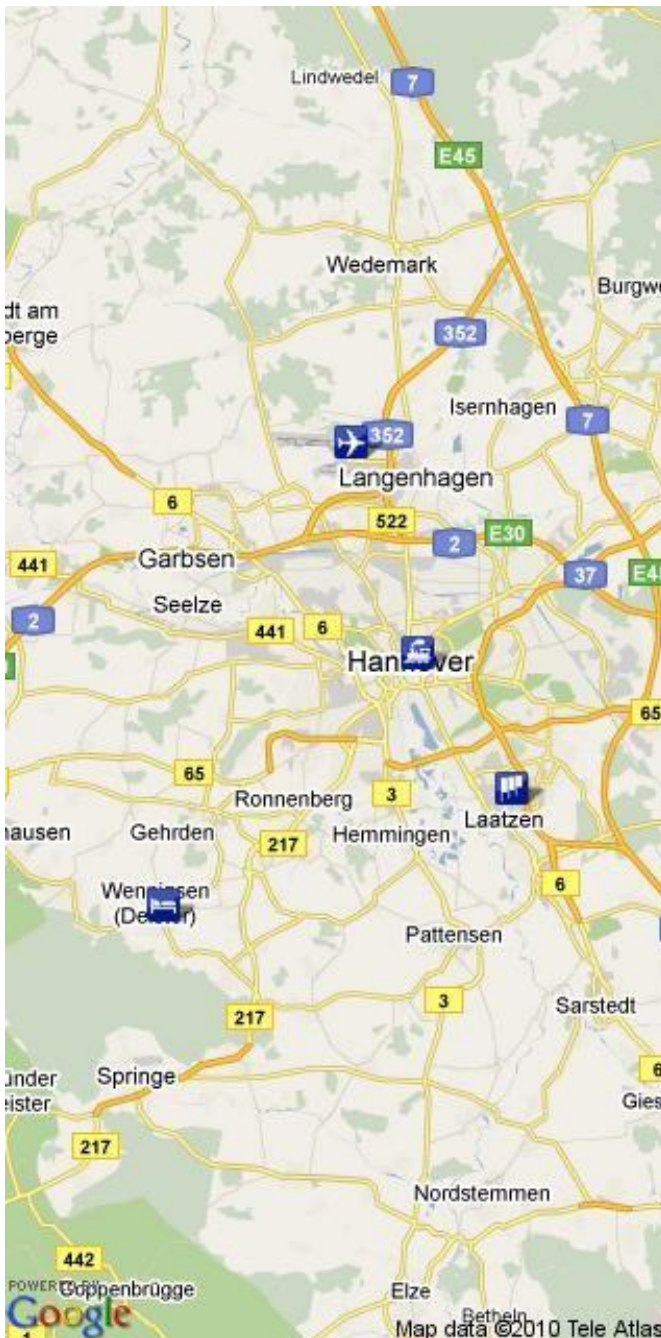 Lindwedel
7
E45
Wedemark
Burgw
dt am
berge
352
Isernhagen
7
352
Langenhagen
6
522
E30
2
Garbsen
441
37
E4
Seelze
2
6
441
Hannover
65
65
3
Ronnenberg
Laatzen
hausen
Gehrden
Hemmingen
217
6
Wennigsen
(Deister)
Pattensen
3
Sarstedt
217
6
ünder
eister
Springe
Gies
217
Nordstemmen
442
POWERED BY
Coppenbrügge
Elze
Google
Betheln
Map data ©2010 Tele Atlas
1